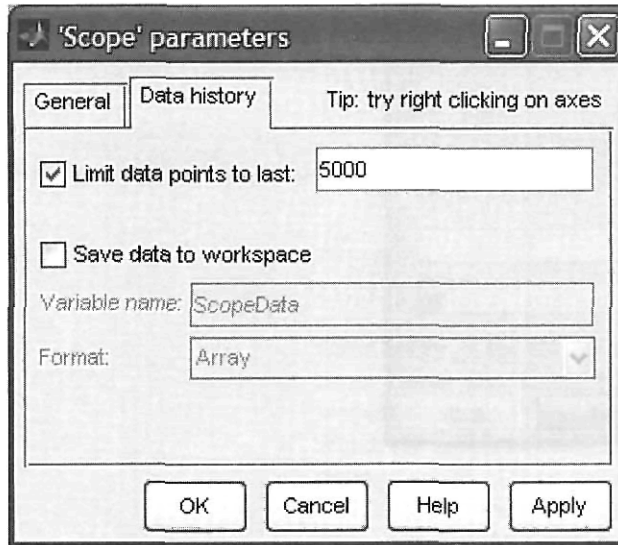 'Scope' parameters
General
Data history
Tip: try right clicking on axes
Limit data points to last:
5000
Save data to workspace
Variable name:
ScopeData
Format:
Array
OK
Cancel
Help
Apply